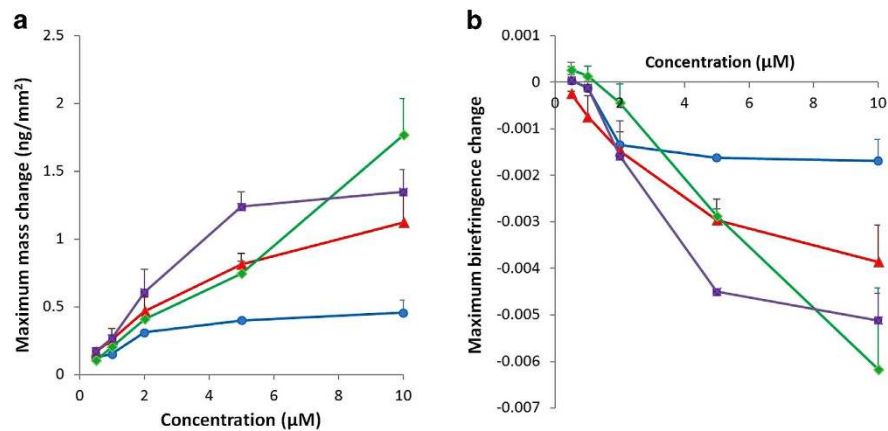 a
2.5
2
1.5
1
0.5
0
0 2 4 6 8 10
Maximum mass change (ng/mm²)
Concentration (µM)
b
0.001
0
-0.001
-0.002
-0.003
-0.004
-0.005
-0.006
-0.007
0 2 4 6 8 10
Maximum birefringence change
Concentration (µM)